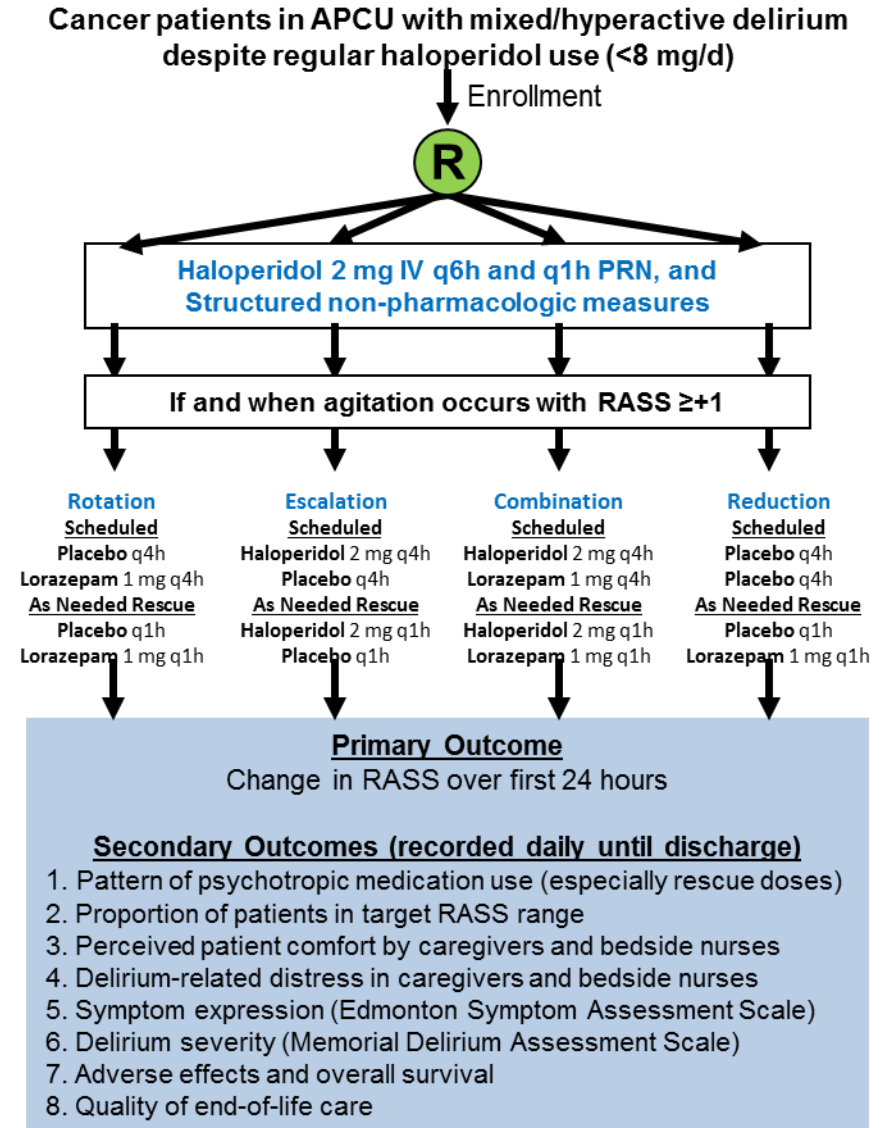 Cancer patients in APCU with mixed/hyperactive delirium
despite regular haloperidol use (<8 mg/d)
Enrollment
R
Haloperidol 2 mg IV q6h and q1h PRN, and
Structured non-pharmacologic measures
If and when agitation occurs with RASS ≥+1
Rotation
Scheduled
Placebo q4h
Lorazepam 1 mg q4h
As Needed Rescue
Placebo q1h
Lorazepam 1 mg q1h
Escalation
Scheduled
Haloperidol 2 mg q4h
Placebo q4h
As Needed Rescue
Haloperidol 2 mg q1h
Placebo q1h
Combination
Scheduled
Haloperidol 2 mg q4h
Lorazepam 1 mg q4h
As Needed Rescue
Haloperidol 2 mg q1h
Lorazepam 1 mg q1h
Reduction
Scheduled
Placebo q4h
Placebo q4h
As Needed Rescue
Placebo q1h
Lorazepam 1 mg q1h
Primary Outcome
Change in RASS over first 24 hours
Secondary Outcomes (recorded daily until discharge)
1. Pattern of psychotropic medication use (especially rescue doses)
2. Proportion of patients in target RASS range
3. Perceived patient comfort by caregivers and bedside nurses
4. Delirium-related distress in caregivers and bedside nurses
5. Symptom expression (Edmonton Symptom Assessment Scale)
6. Delirium severity (Memorial Delirium Assessment Scale)
7. Adverse effects and overall survival
8. Quality of end-of-life care